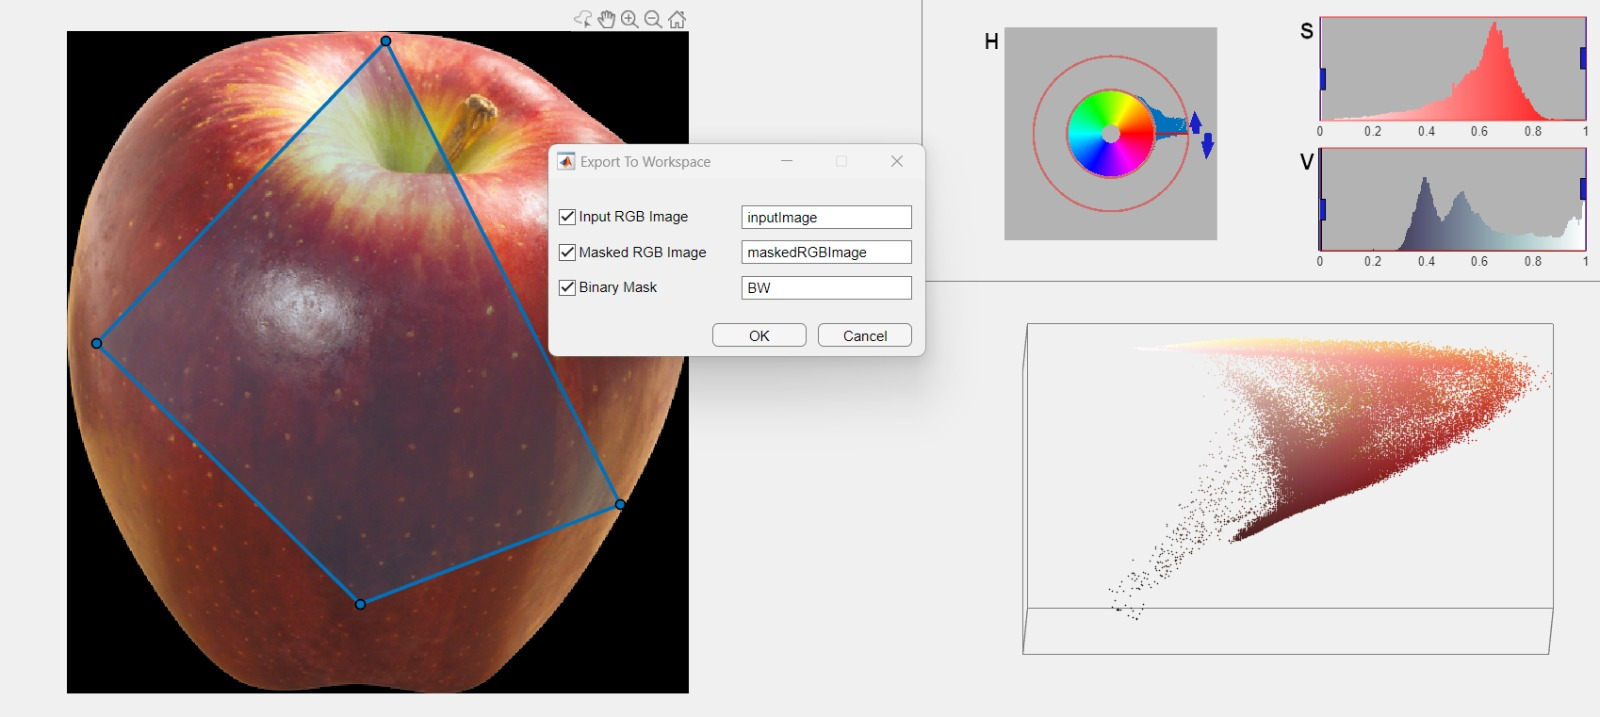 H
S
0 0.2 0.4 0.6 0.8 1
V
0 0.2 0.4 0.6 0.8 1
Export To Workspace
Input RGB Image inputImage
Masked RGB Image maskedRGBImage
Binary Mask BW
OK Cancel